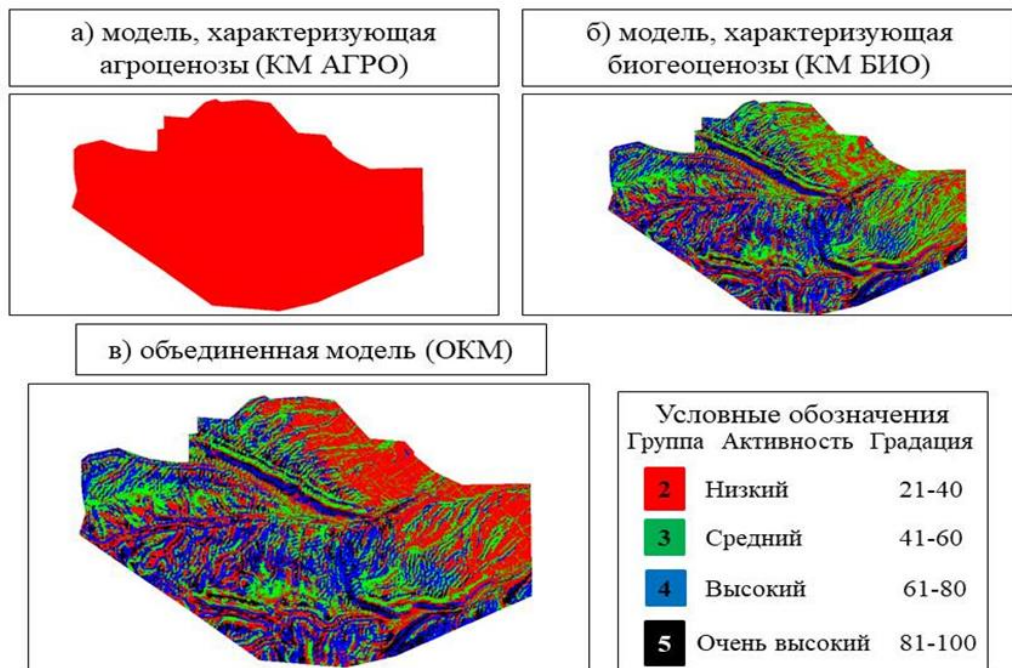 а) модель, характеризующая
агроценозы (КМ АГРО)
б) модель, характеризующая
биогеоценозы (КМ БИО)
в) объединенная модель (ОКМ)
Условные обозначения
Группа Активность Градация
2 Низкий 21-40
3 Средний 41-60
4 Высокий 61-80
5 Очень высокий 81-100